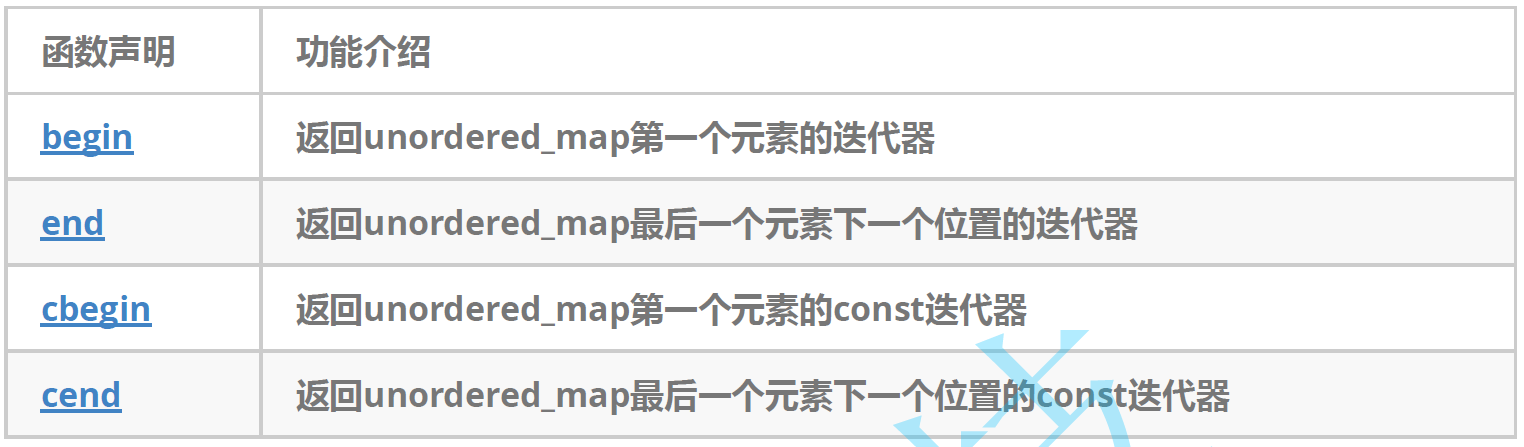 函数声明 功能介绍
begin 返回unordered_map第一个元素的迭代器
end 返回unordered_map最后一个元素下一个位置的迭代器
cbegin 返回unordered_map第一个元素的const迭代器
cend 返回unordered_map最后一个元素下一个位置的const迭代器